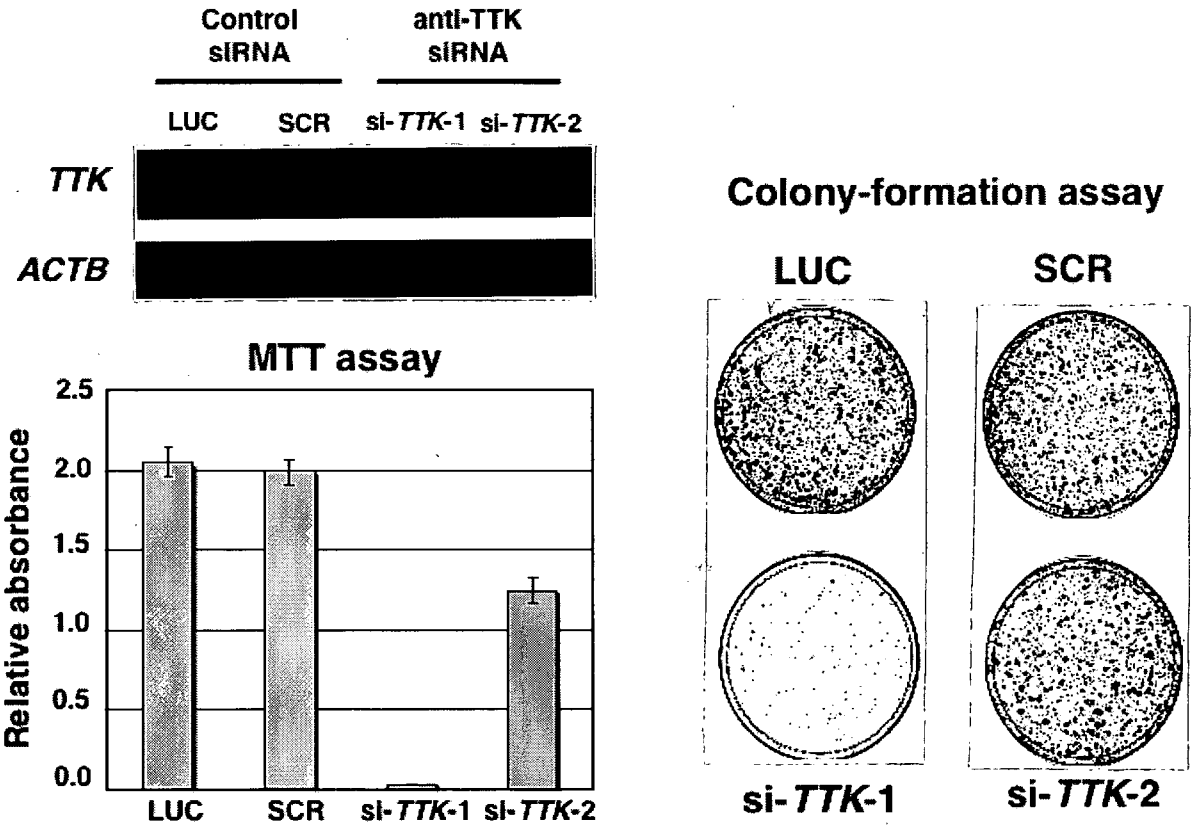 Control anti-TTK
siRNA siRNA
LUC SCR si-TTK-1 si-TTK-2
TTK
ACTB
MTT assay
Relative absorbance
2.5
2.0
1.5
1.0
0.5
0.0
LUC SCR si-TTK-1 si-TTK-2
Colony-formation assay
LUC SCR
si-TTK-1 si-TTK-2